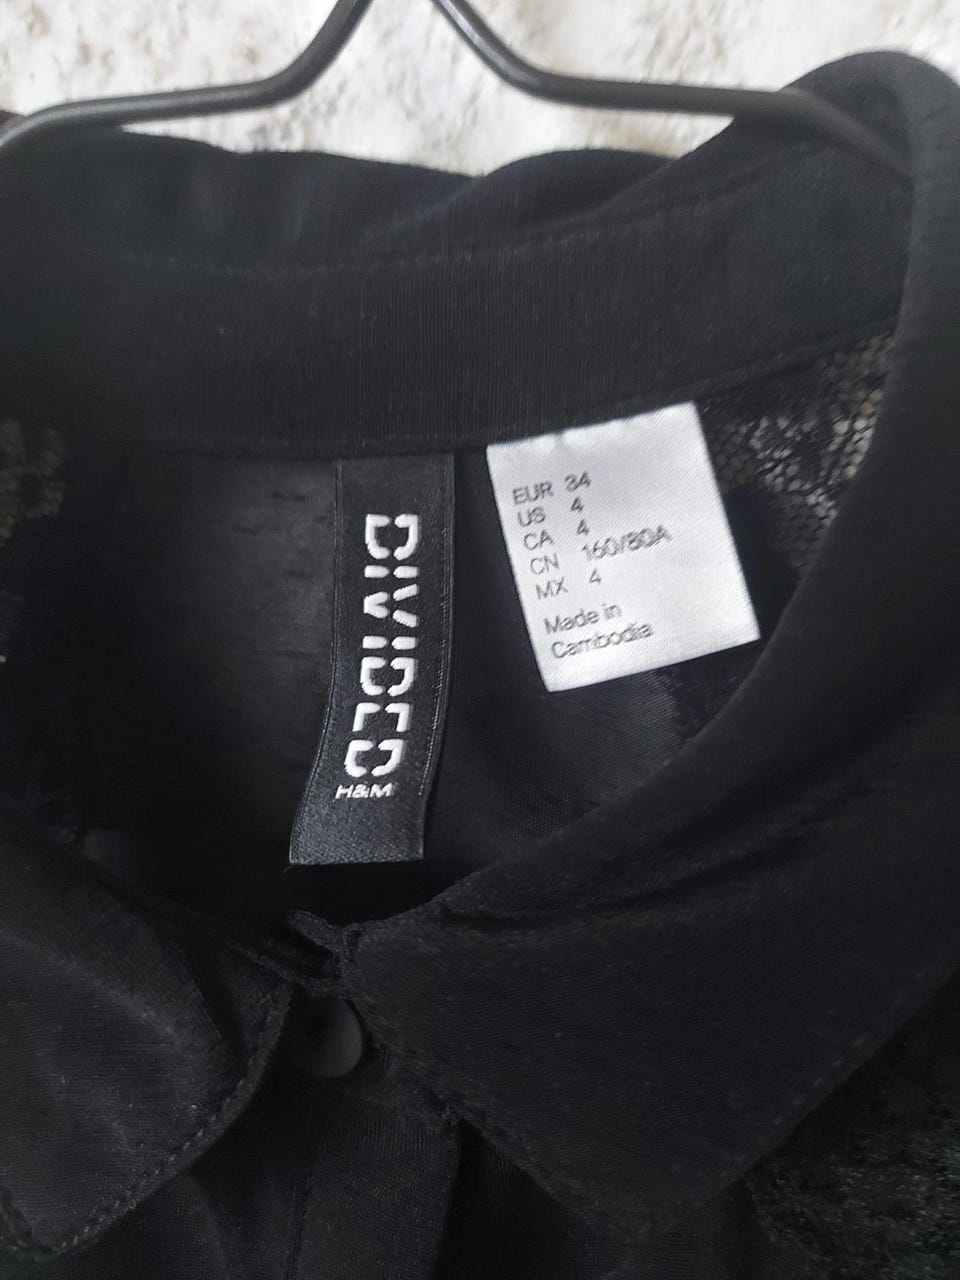 DIVIDED
H&M
EUR 34
US 4
CA 4
CN 160/80A
MX 4
Made in
Cambodia